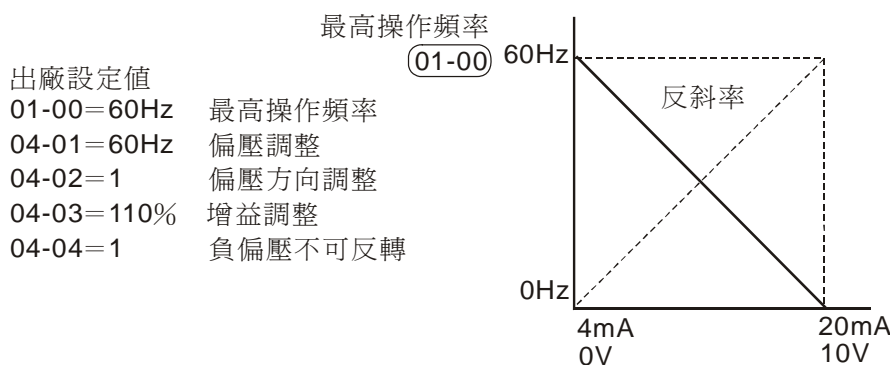 最高操作頻率
01-00
出廠設定值
01-00=60Hz 最高操作頻率
04-01=60Hz 偏壓調整
04-02=1 偏壓方向調整
04-03=110% 增益調整
04-04=1 負偏壓不可反轉
60Hz
反斜率
0Hz
4mA 20mA
0V 10V